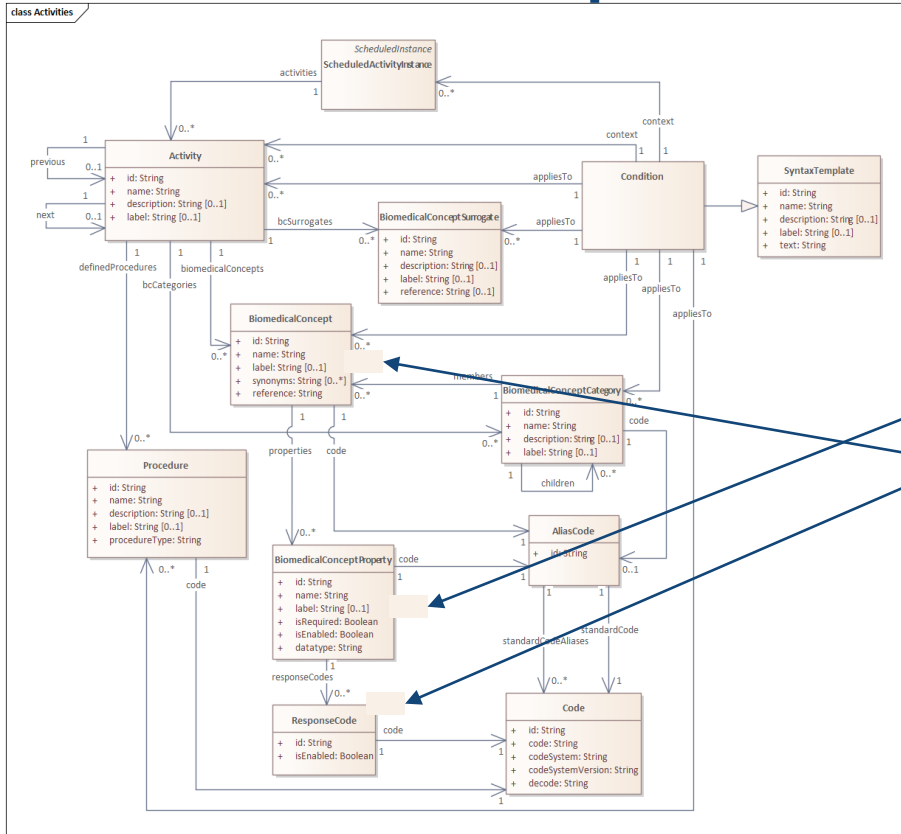 class Activities
ScheduledInstance
ScheduledActivityInstance
activities
1
0..*
0..*
context
1
context
1
Activity
+ id: String
+ name: String
+ description: String [0..1]
+ label: String [0..1]
1
previous
0..1
1
next
0..1
0..*
0..*
appliesTo
1
Condition
SyntaxTemplate
+ id: String
+ name: String
+ description: String [0..1]
+ label: String [0..1]
+ text: String
bcSurrogates
1
0..*
BiomedicalConceptSurrogate
+ id: String
+ name: String
+ description: String [0..1]
+ label: String [0..1]
+ reference: String [0..1]
appliesTo
0..*
1
1
1
1
definedProcedures
1
bcCategories
1
biomedicalConcepts
1
appliesTo
appliesTo
appliesTo
BiomedicalConcept
+ id: String
+ name: String
+ label: String [0..1]
+ synonyms: String [0..*]
+ reference: String
0..*
0..*
members
0..*
1
BiomedicalConceptCategory
+ id: String
+ name: String
+ description: String [0..1]
+ label: String [0..1]
0..*
0..*
code
1
1
children
0..*
1
properties
1
code
0..*
Procedure
+ id: String
+ name: String
+ description: String [0..1]
+ label: String [0..1]
+ procedureType: String
0..*
1
code
0..*
BiomedicalConceptProperty
+ id: String
+ name: String
+ label: String [0..1]
+ isRequired: Boolean
+ isEnabled: Boolean
+ datatype: String
code
1
1
1
AliasCode
+ id: String
0..1
1
1
standardCodeAliases
standardCode
0..*
1
1
responseCodes
0..*
ResponseCode
+ id: String
+ isEnabled: Boolean
code
1
1
Code
+ id: String
+ code: String
+ codeSystem: String
+ codeSystemVersion: String
+ decode: String
1